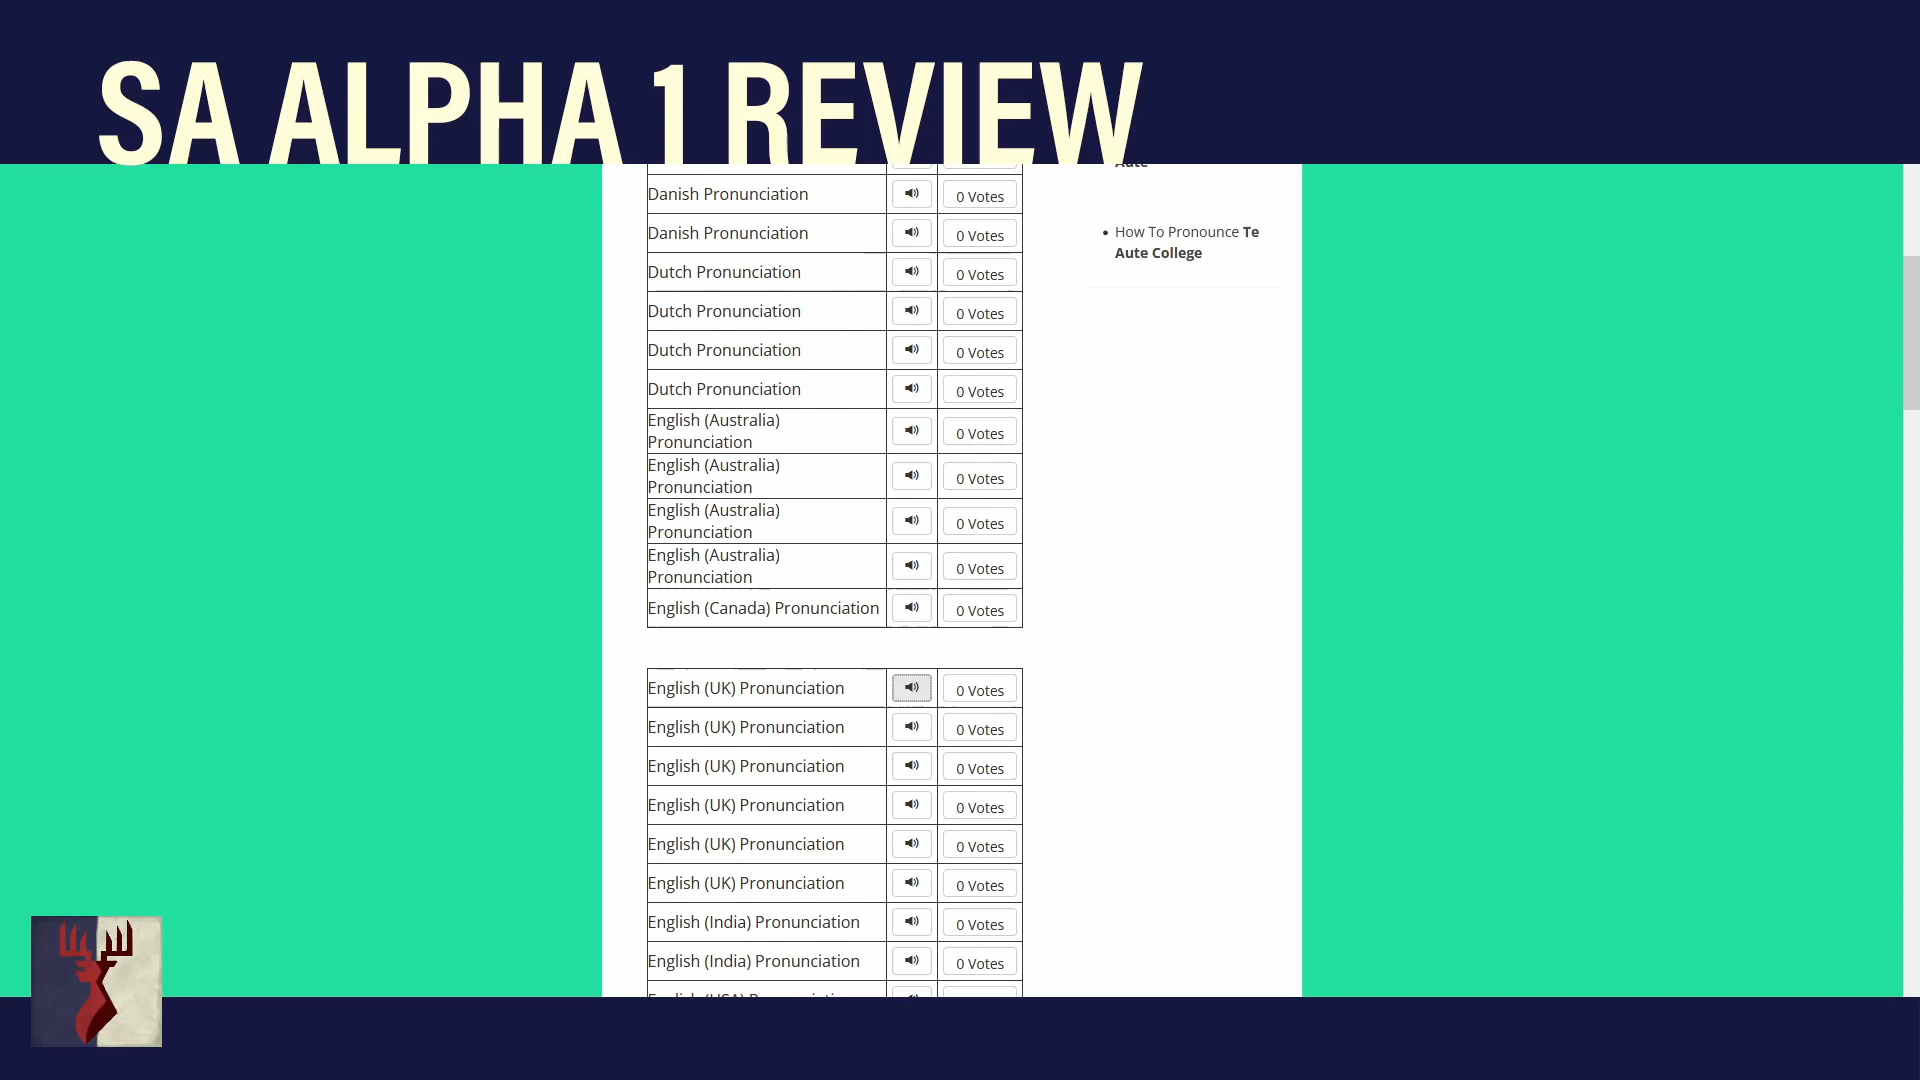 SA ALPHA 1 REVIEW
Aute
Danish Pronunciation 0 Votes
How To Pronounce Te
Danish Pronunciation 0 Votes
Aute College
Dutch Pronunciation 0 Votes
Dutch Pronunciation 0 Votes
Dutch Pronunciation 0 Votes
Dutch Pronunciation 0 Votes
English (Australia)
Pronunciation 0 Votes
English (Australia)
Pronunciation 0 Votes
English (Australia)
Pronunciation 0 Votes
English (Australia)
Pronunciation 0 Votes
English (Canada) Pronunciation 0 Votes
English (UK) Pronunciation 0 Votes
English (UK) Pronunciation 0 Votes
English (UK) Pronunciation 0 Votes
English (UK) Pronunciation 0 Votes
English (UK) Pronunciation 0 Votes
English (UK) Pronunciation 0 Votes
English (India) Pronunciation 0 Votes
English (India) Pronunciation 0 Votes